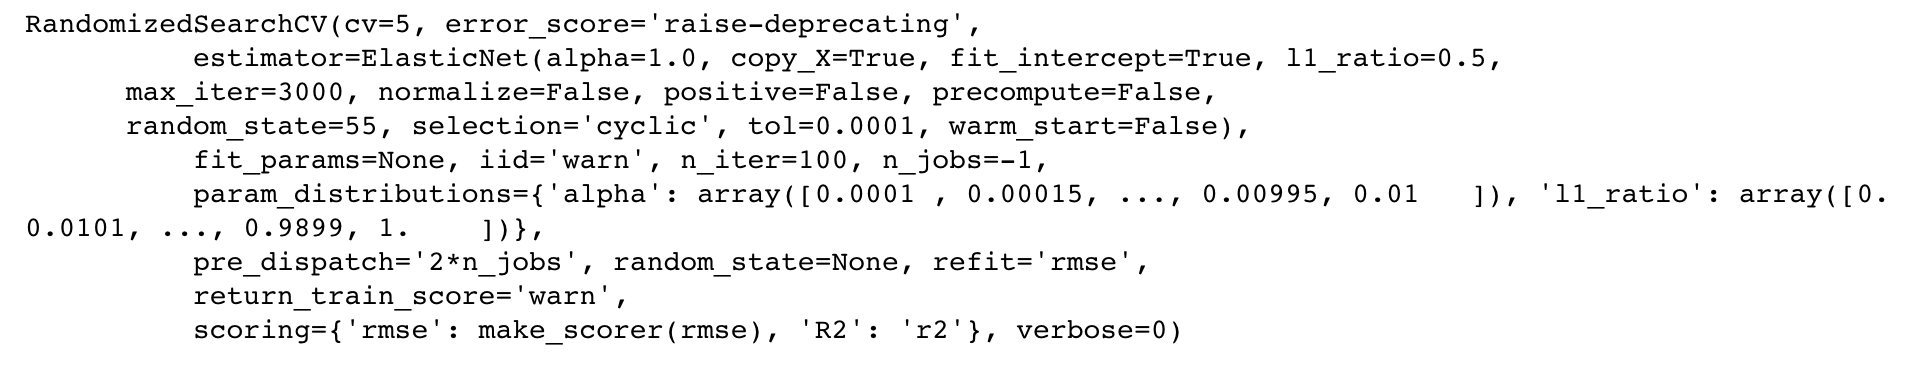 RandomizedSearchCV(cv=5, error_score='raise-deprecating',
          estimator=ElasticNet(alpha=1.0, copy_X=True, fit_intercept=True, l1_ratio=0.5,
      max_iter=3000, normalize=False, positive=False, precompute=False,
      random_state=55, selection='cyclic', tol=0.0001, warm_start=False),
          fit_params=None, iid='warn', n_iter=100, n_jobs=-1,
          param_distributions={'alpha': array([0.0001 , 0.00015, ..., 0.00995, 0.01   ]), 'l1_ratio': array([0.
0.0101, ..., 0.9899, 1.    ])},
          pre_dispatch='2*n_jobs', random_state=None, refit='rmse',
          return_train_score='warn',
          scoring={'rmse': make_scorer(rmse), 'R2': 'r2'}, verbose=0)